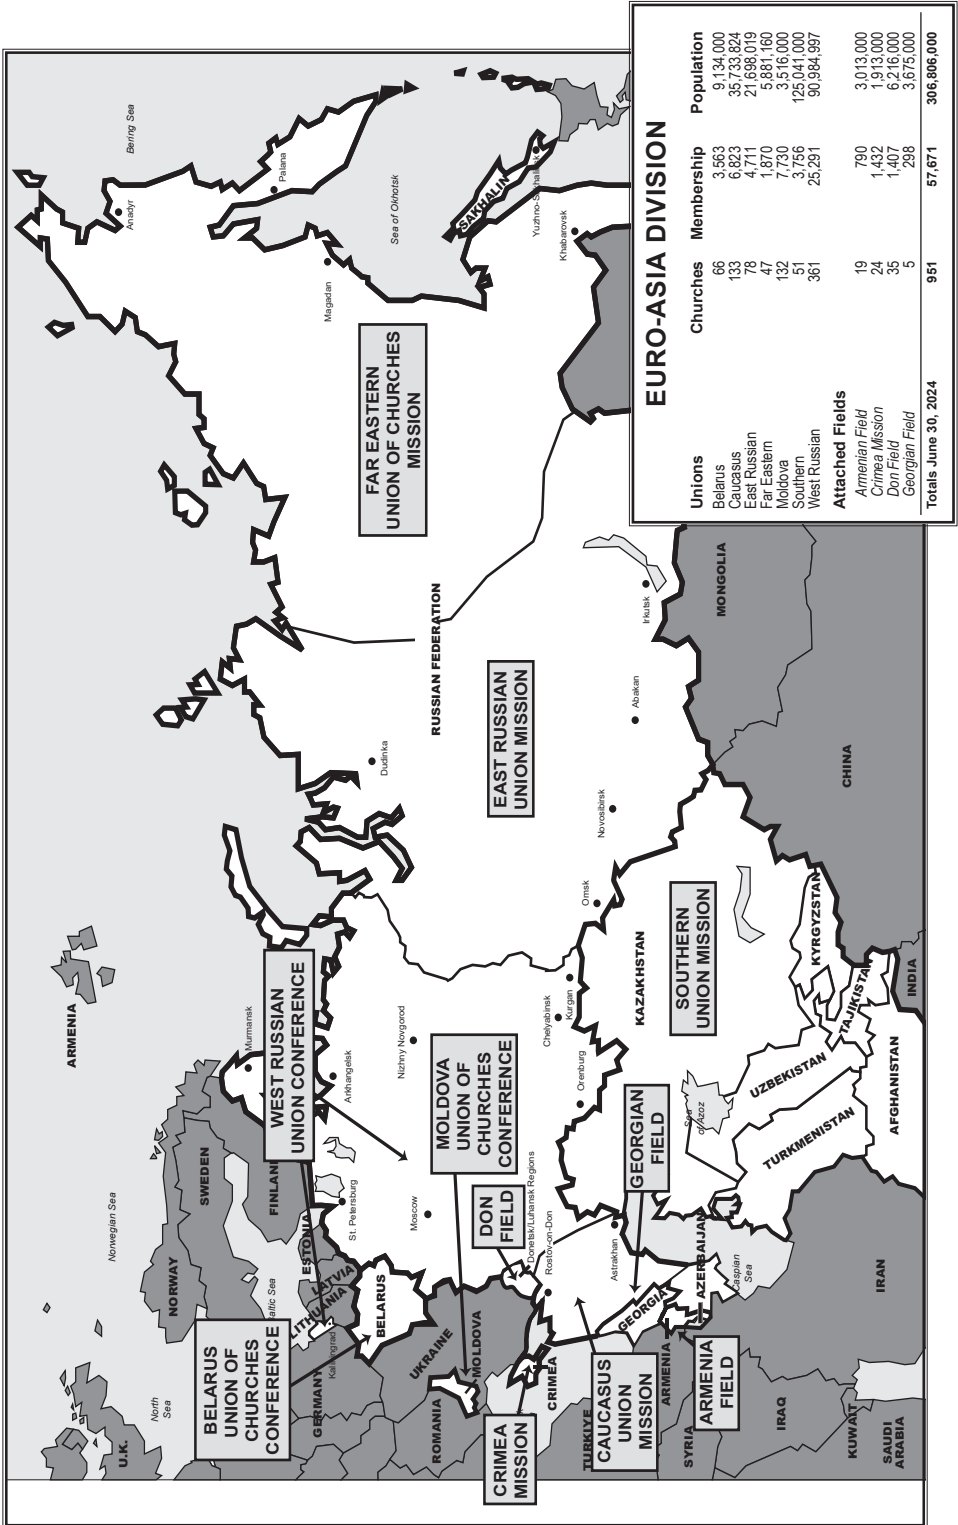 EURO-ASIA DIVISION
Unions Churches Membership Population
Belarus 66 3,563 9,134,000
Caucasus 133 6,823 35,733,824
East Russian 78 4,711 21,698,019
Far Eastern 47 1,870 5,881,160
Moldova 132 7,730 3,516,000
Southern 51 3,756 125,041,000
West Russian 361 25,291 90,984,997
Attached Fields
Armenian Field 19 790 3,013,000
Crimea Mission 24 1,432 1,913,000
Don Field 35 1,407 6,216,000
Georgian Field 5 298 3,675,000
Totals June 30, 2024 951 57,671 306,806,000
Bering Sea
Anadyr
Palana
Sea of Okhotsk
Magadan
SAKHALIN
Yuzhno-Sakhalinsk
Khabarovsk
FAR EASTERN
UNION OF CHURCHES
MISSION
RUSSIAN FEDERATION
EAST RUSSIAN
UNION MISSION
Irkutsk
Abakan
Dudinka
Novosibirsk
Omsk
MONGOLIA
CHINA
SOUTHERN
UNION MISSION
KAZAKHSTAN
KYRGYZSTAN
TAJIKISTAN
UZBEKISTAN
TURKMENISTAN
AFGHANISTAN
INDIA
IRAN
ARMENIA
Murmansk
WEST RUSSIAN
UNION CONFERENCE
Arkhangelsk
Nizhny Novgorod
Chelyabinsk
Kurgan
Orenburg
MOLDOVA
UNION OF
CHURCHES
CONFERENCE
GEORGIAN
FIELD
Sea
of Azoz
DON
FIELD
Donetsk/Luhansk Regions
Rostov-on-Don
Astrakhan
St. Petersburg
Moscow
Norwegian Sea
NORWAY
SWEDEN
FINLAND
ESTONIA
LATVIA
LITHUANIA
Kaliningrad
Baltic Sea
BELARUS
BELARUS
UNION OF
CHURCHES
CONFERENCE
North
Sea
U.K.
GERMANY
UKRAINE
ROMANIA
MOLDOVA
CRIMEA
CRIMEA
MISSION
TURKIYE
CAUCASUS
UNION
MISSION
GEORGIA
ARMENIA
AZERBAIJAN
Caspian
Sea
ARMENIA
FIELD
SYRIA
IRAQ
KUWAIT
SAUDI
ARABIA